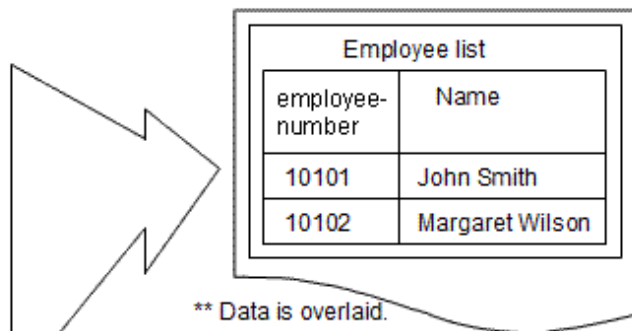 Employee list
employee- Name
number
10101 John Smith
10102 Margaret Wilson
** Data is overlaid.